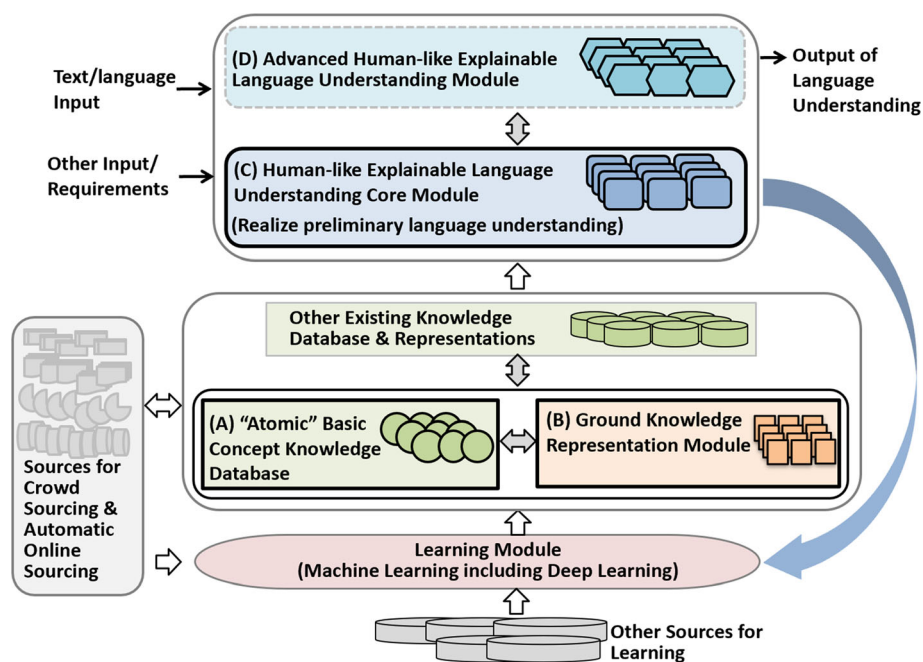 (D) Advanced Human-like Explainable
Language Understanding Module
Text/language
Input
Output of
Language
Understanding
Other Input/
Requirements
(C) Human-like Explainable Language
Understanding Core Module
(Realize preliminary language understanding)
Other Existing Knowledge
Database & Representations
(A) “Atomic” Basic
Concept Knowledge
Database
(B) Ground Knowledge
Representation Module
Sources for
Crowd
Sourcing &
Automatic
Online
Sourcing
Learning Module
(Machine Learning including Deep Learning)
Other Sources for
Learning